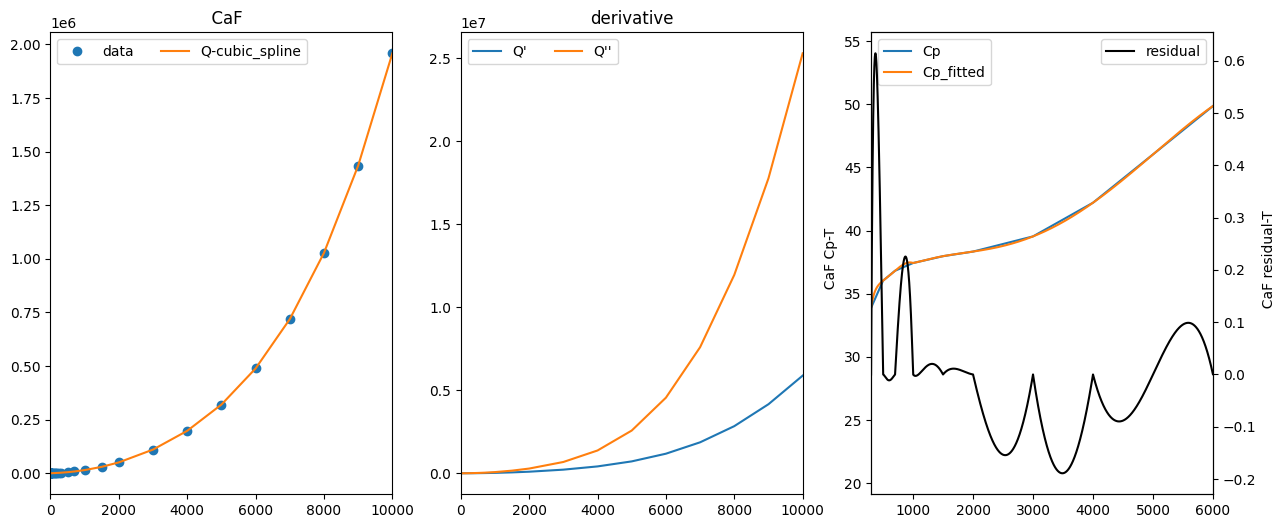 CaF
1e6
data
Q-cubic_spline
2.00
1.75
1.50
1.25
1.00
0.75
0.50
0.25
0.00
0 2000 4000 6000 8000 10000
derivative
1e7
Q'
Q''
2.5
2.0
1.5
1.0
0.5
0.0
0 2000 4000 6000 8000 10000
Cp
Cp_fitted
residual
CaF Cp-T
55
50
45
40
35
30
25
20
1000 2000 3000 4000 5000 6000
0.6
0.5
0.4
0.3
0.2
0.1
0.0
−0.1
−0.2
CaF residual-T